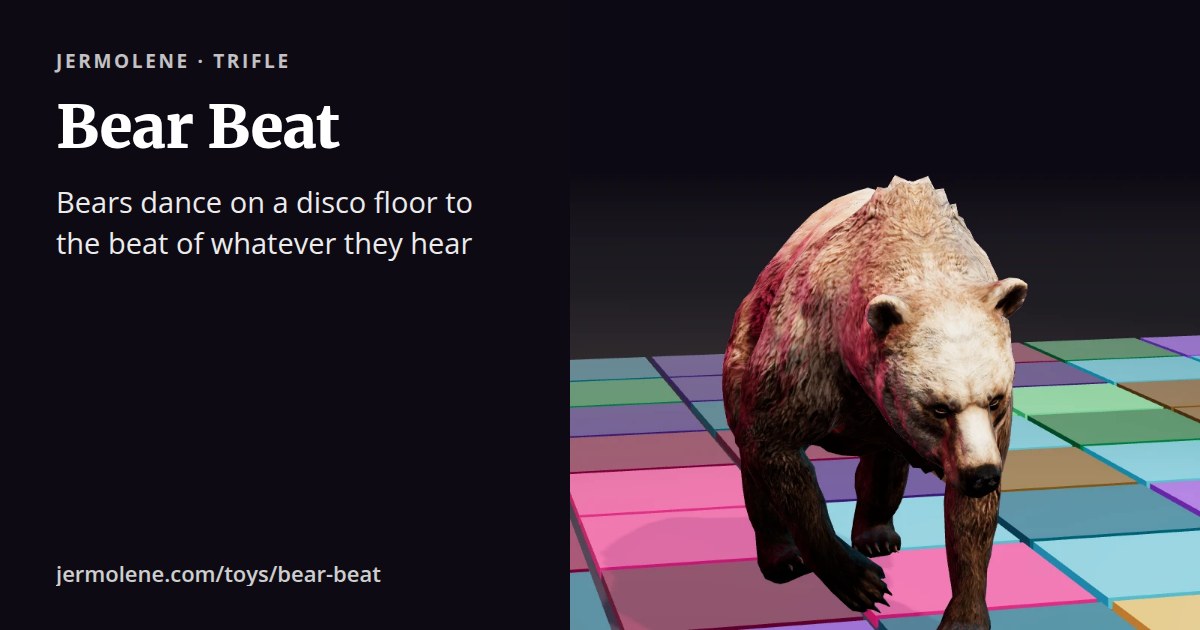 JERMOLENE · TRIFLE
Bear Beat
Bears dance on a disco floor to
the beat of whatever they hear
jermolene.com/toys/bear-beat